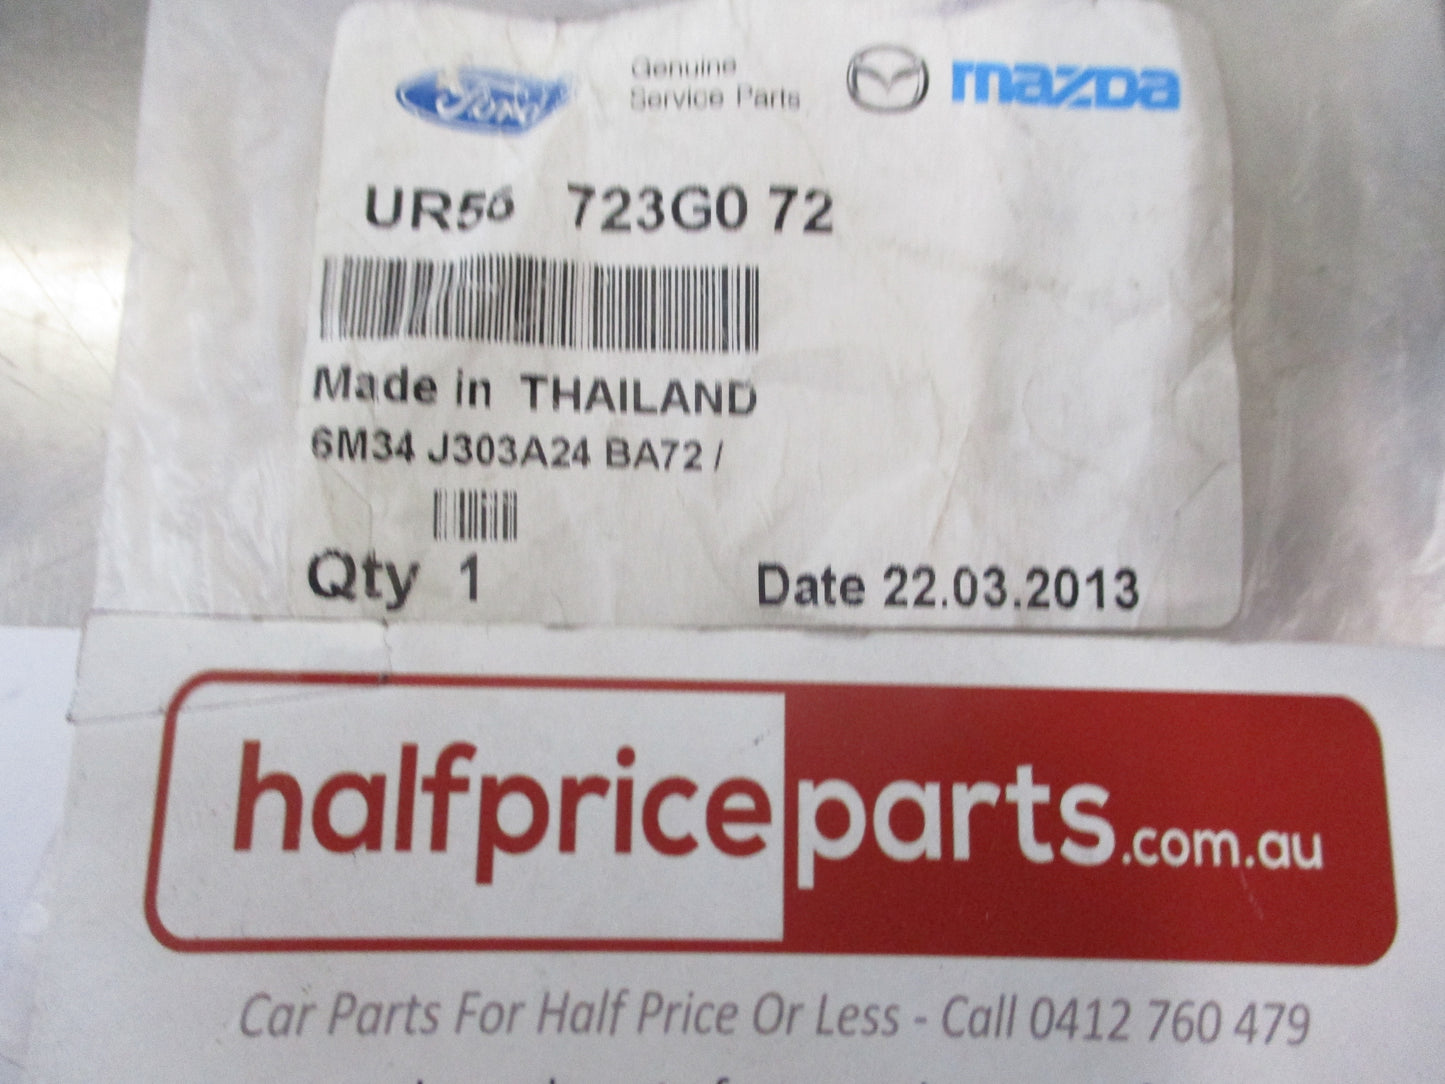 Ford
Genuine
Service Parts
mazda
UR56 723G0 72
Made in THAILAND
6M34 J303A24 BA72 /
Qty 1
Date 22.03.2013
halfpriceparts.com.au
Car Parts For Half Price Or Less - Call 0412 760 479